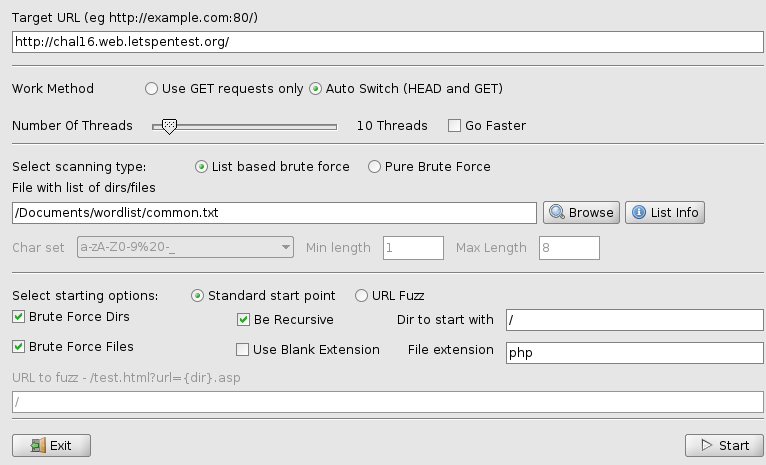 Target URL (eg http://example.com:80/)
http://chal16.web.letspentest.org/
Work Method Use GET requests only Auto Switch (HEAD and GET)
Number Of Threads 10 Threads Go Faster
Select scanning type: List based brute force Pure Brute Force
File with list of dirs/files
/Documents/wordlist/common.txt Browse List Info
Char set a-zA-Z0-9%20-_ Min length 1 Max Length 8
Select starting options: Standard start point URL Fuzz
Brute Force Dirs Be Recursive Dir to start with /
Brute Force Files Use Blank Extension File extension php
URL to fuzz - /test.html?url={dir}.asp
/
Exit Start